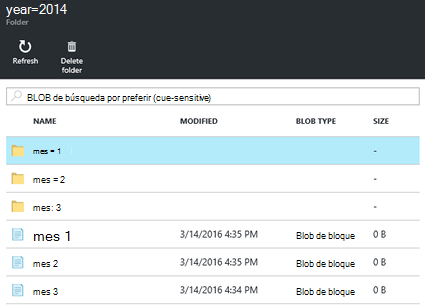 year=2014
Folder
Refresh Delete folder
BLOB de búsqueda por preferir (cue-sensitive)
NAME MODIFIED BLOB TYPE SIZE
mes = 1 -
mes = 2 -
mes: 3 -
mes 1 3/14/2016 4:35 PM Blob de bloque 0 B
mes 2 3/14/2016 4:35 PM Blob de bloque 0 B
mes 3 3/14/2016 4:34 PM Blob de bloque 0 B